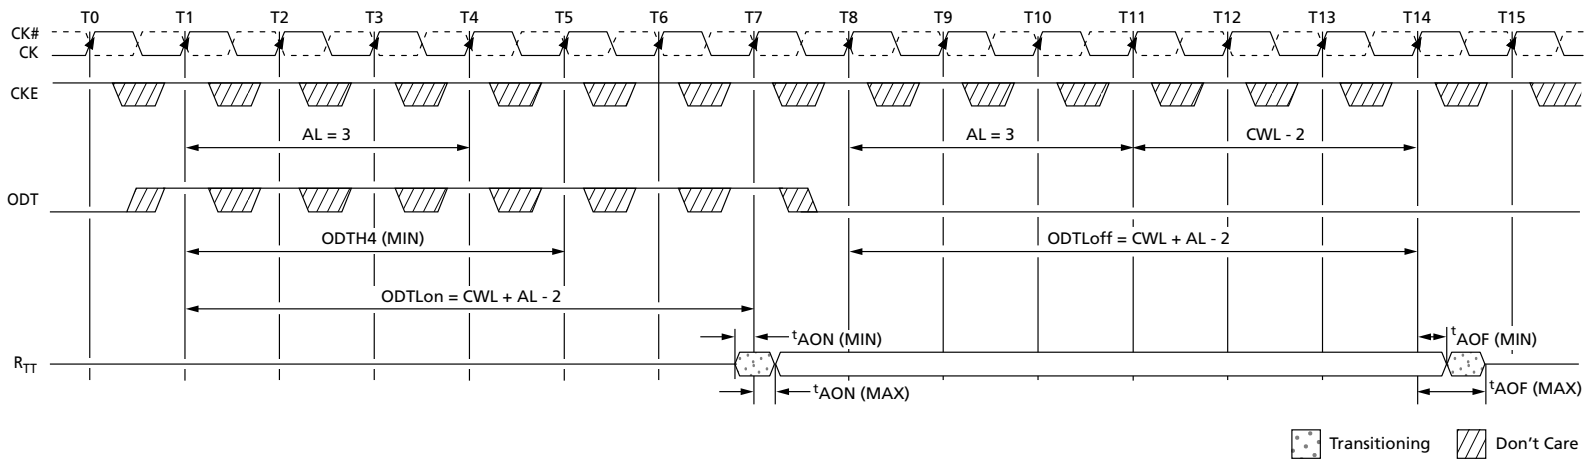 T0 T1 T2 T3 T4 T5 T6 T7 T8 T9 T10 T11 T12 T13 T14 T15
CK#
CK
CKE
AL = 3 AL = 3 CWL - 2
ODT
ODTH4 (MIN) ODTLoff = CWL + AL - 2
ODTLon = CWL + AL - 2
tAON (MIN) tAOF (MIN)
RTT
tAON (MAX) tAOF (MAX)
Transitioning Don't Care